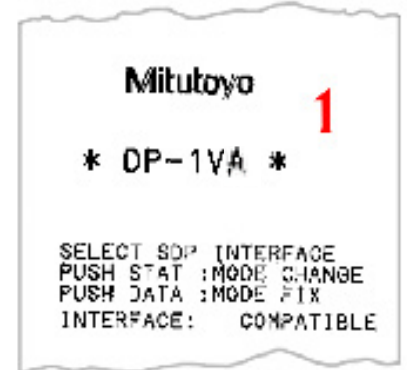 Mitutoyo
1
* DP-1VA *
SELECT SDP INTERFACE
PUSH STAT :MODE CHANGE
PUSH DATA :MODE FIX
INTERFACE: COMPATIBLE